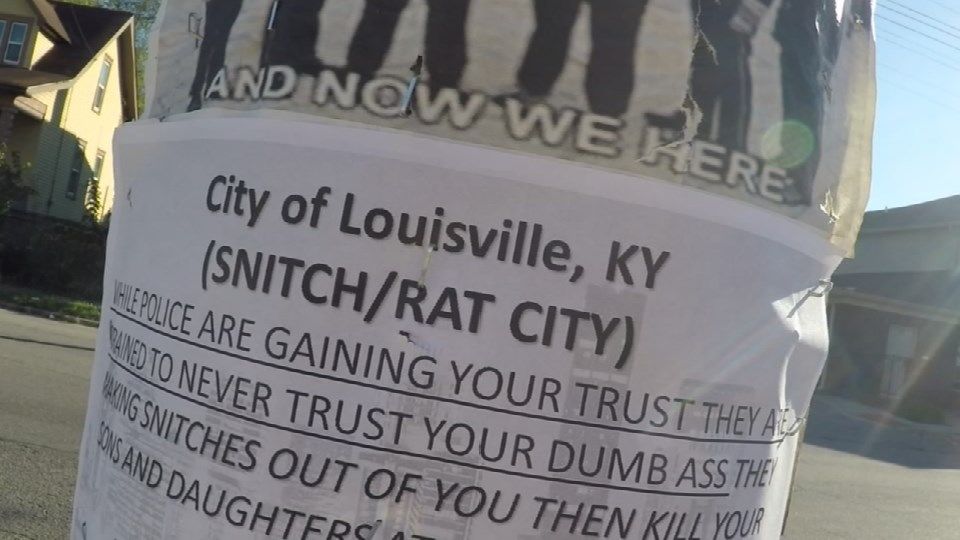 AND NOW WE HERE
City of Louisville, KY
(SNITCH/RAT CITY)
WHILE POLICE ARE GAINING YOUR TRUST THEY ARE
TRAINED TO NEVER TRUST YOUR DUMB ASS THEY
MAKING SNITCHES OUT OF YOU THEN KILL YOUR
SONS AND DAUGHTERS